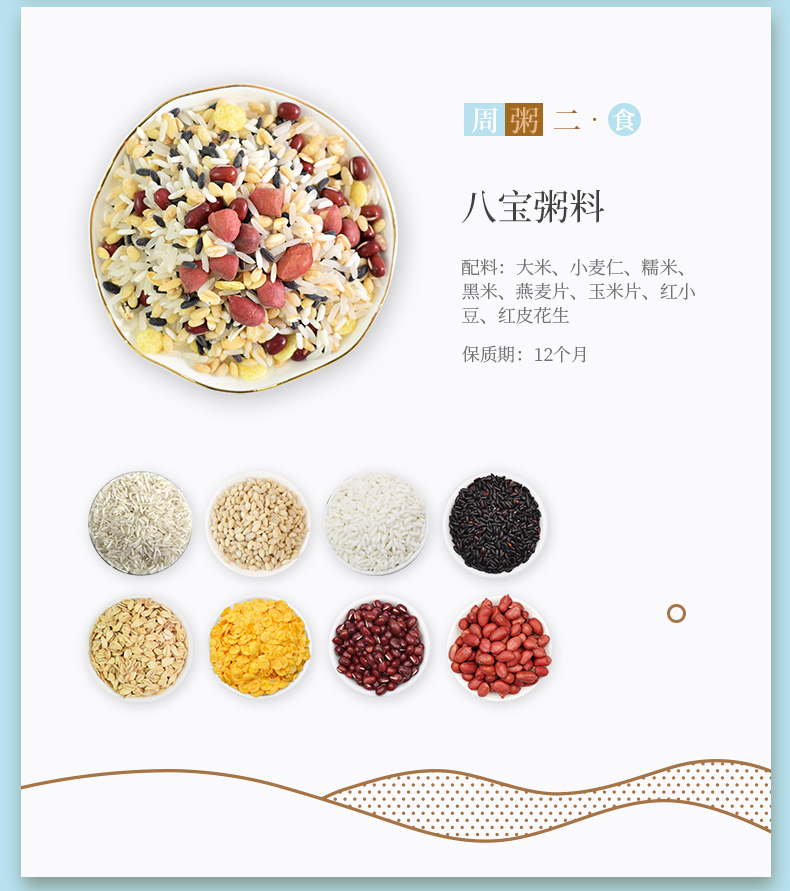 周粥二·食
八宝粥料
配料：大米、小麦仁、糯米、
黑米、燕麦片、玉米片、红小
豆、红皮花生
保质期：12个月